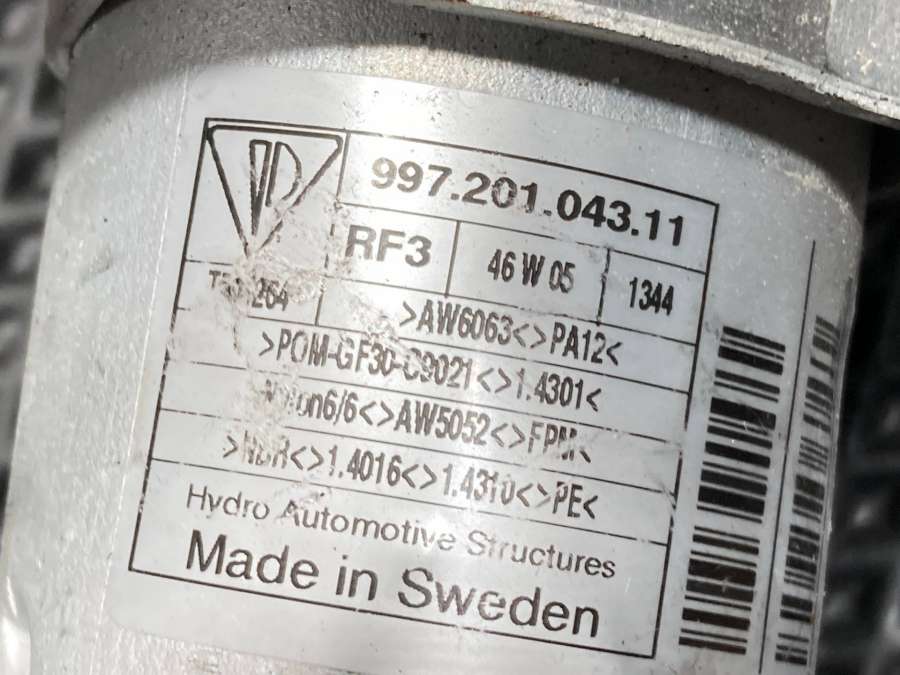 997.201.043.11
RF3 46 W 05 1344
>AW6063<>PA12<
>POM-GF30-C9021<>1.4301<
>AW5052<>FPM<
>NBR<>1.4016<>1.4310<>PE<
Hydro Automotive Structures
Made in Sweden